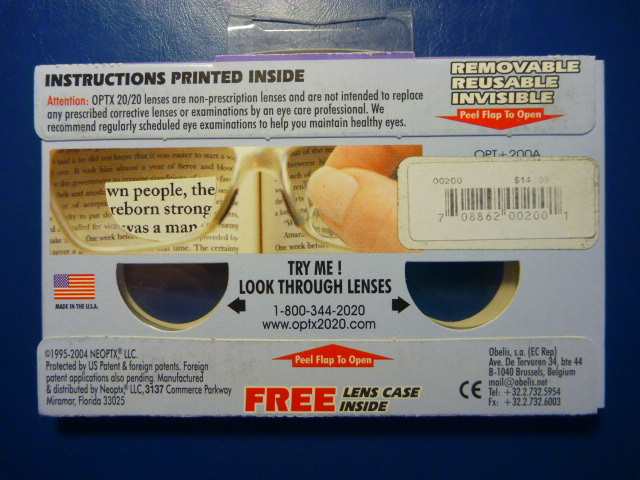 INSTRUCTIONS PRINTED INSIDE
Attention: OPTX 20/20 lenses are non-prescription lenses and are not intended to replace
any prescribed corrective lenses or examinations by an eye care professional. We
recommend regularly scheduled eye examinations to help you maintain healthy eyes.
REMOVABLE
REUSABLE
INVISIBLE
Peel Flap To Open
OPT+200A
00200 $14.99
7 08862 00200 1
wn people, the
reborn strong
was a man
TRY ME !
LOOK THROUGH LENSES
1-800-344-2020
www.optx2020.com
MADE IN THE U.S.A.
©1995-2004 NEOPTX, LLC.
Protected by US Patent & foreign patents. Foreign
patent applications also pending. Manufactured
& distributed by Neoptx LLC, 3137 Commerce Parkway
Miramar, Florida 33025
Peel Flap To Open
FREE LENS CASE
INSIDE
CE
Obelis, s.a. (EC Rep)
Ave. De Tervuren 34, bte 44
B-1040 Brussels, Belgium
mail@obelis.net
Tel: +32.2.732.5954
Fx: +32.2.732.6003